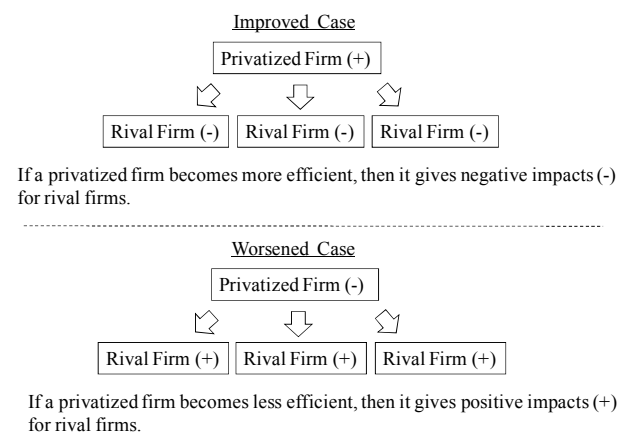 Improved Case
Privatized Firm (+)
Rival Firm (-) Rival Firm (-) Rival Firm (-)
If a privatized firm becomes more efficient, then it gives negative impacts (-)
for rival firms.
Worsened Case
Privatized Firm (-)
Rival Firm (+) Rival Firm (+) Rival Firm (+)
If a privatized firm becomes less efficient, then it gives positive impacts (+)
for rival firms.